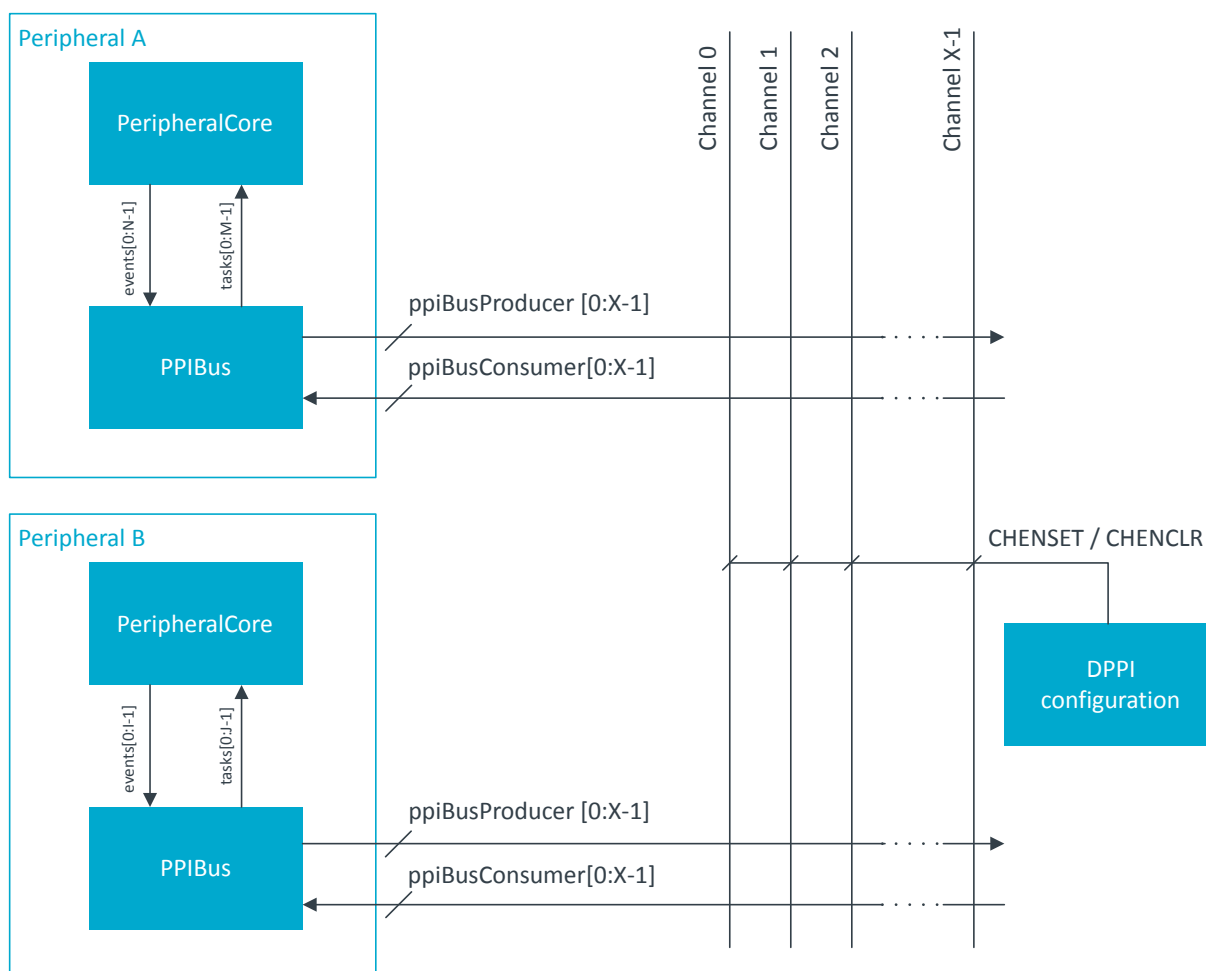 Peripheral A
PeripheralCore
events[0:N-1]
tasks[0:M-1]
PPIBus
ppiBusProducer [0:X-1]
ppiBusConsumer[0:X-1]
Channel 0
Channel 1
Channel 2
Channel X-1
Peripheral B
PeripheralCore
events[0:I-1]
tasks[0:J-1]
PPIBus
ppiBusProducer [0:X-1]
ppiBusConsumer[0:X-1]
CHENSET / CHENCLR
DPPI
configuration